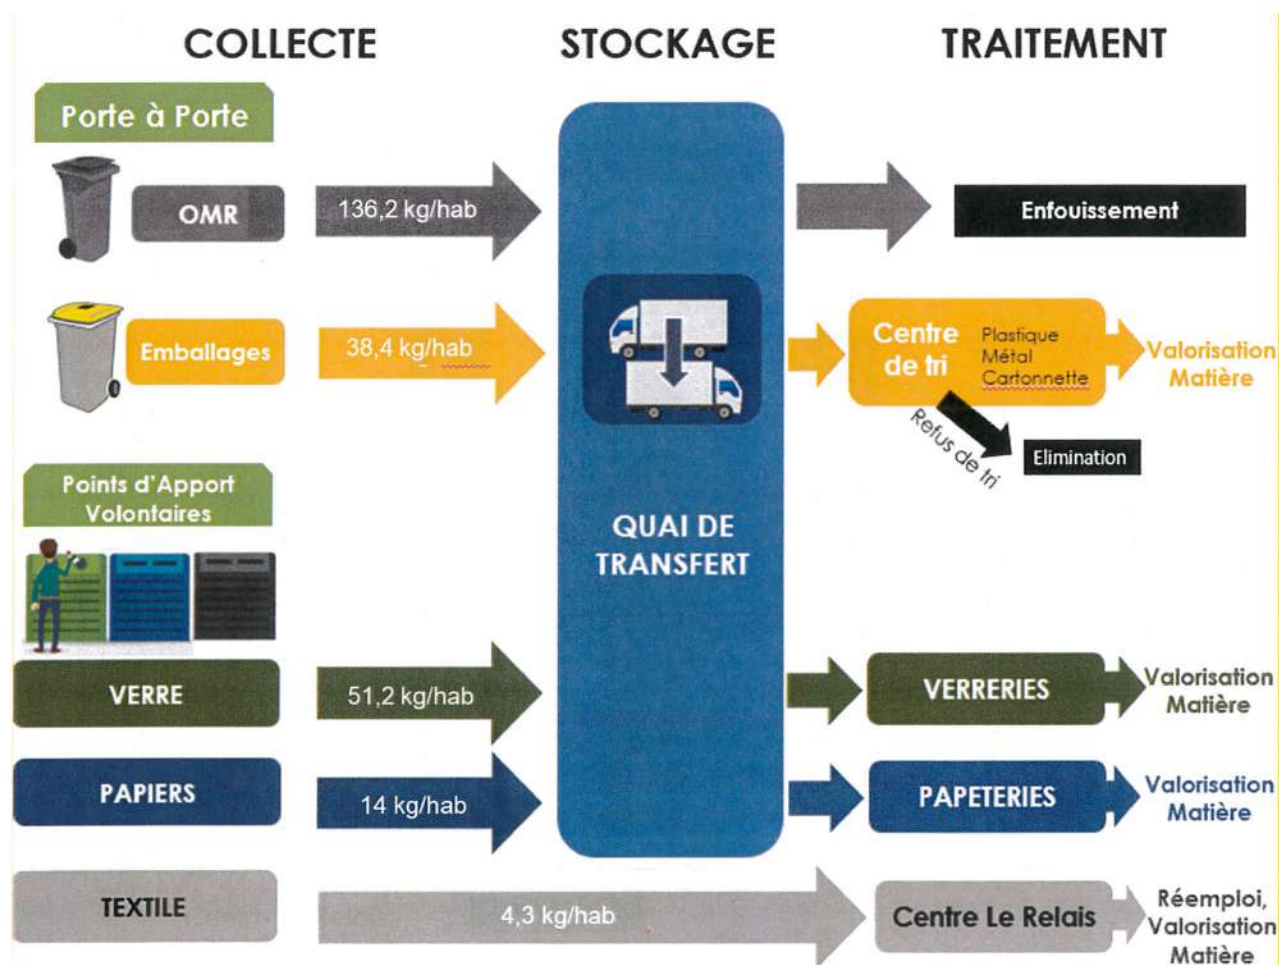 COLLECTE
STOCKAGE
TRAITEMENT
Porte à Porte
OMR
136,2 kg/hab
Enfouissement
Emballages
38,4 kg/hab
Centre
de tri
Plastique
Métal
Cartonnette
Valorisation
Matière
Refus de tri
Elimination
Points d'Apport
Volontaires
QUAI DE
TRANSFERT
VERRE
51,2 kg/hab
VERRERIES
Valorisation
Matière
PAPIERS
14 kg/hab
PAPETERIES
Valorisation
Matière
TEXTILE
4,3 kg/hab
Centre Le Relais
Réemploi,
Valorisation
Matière